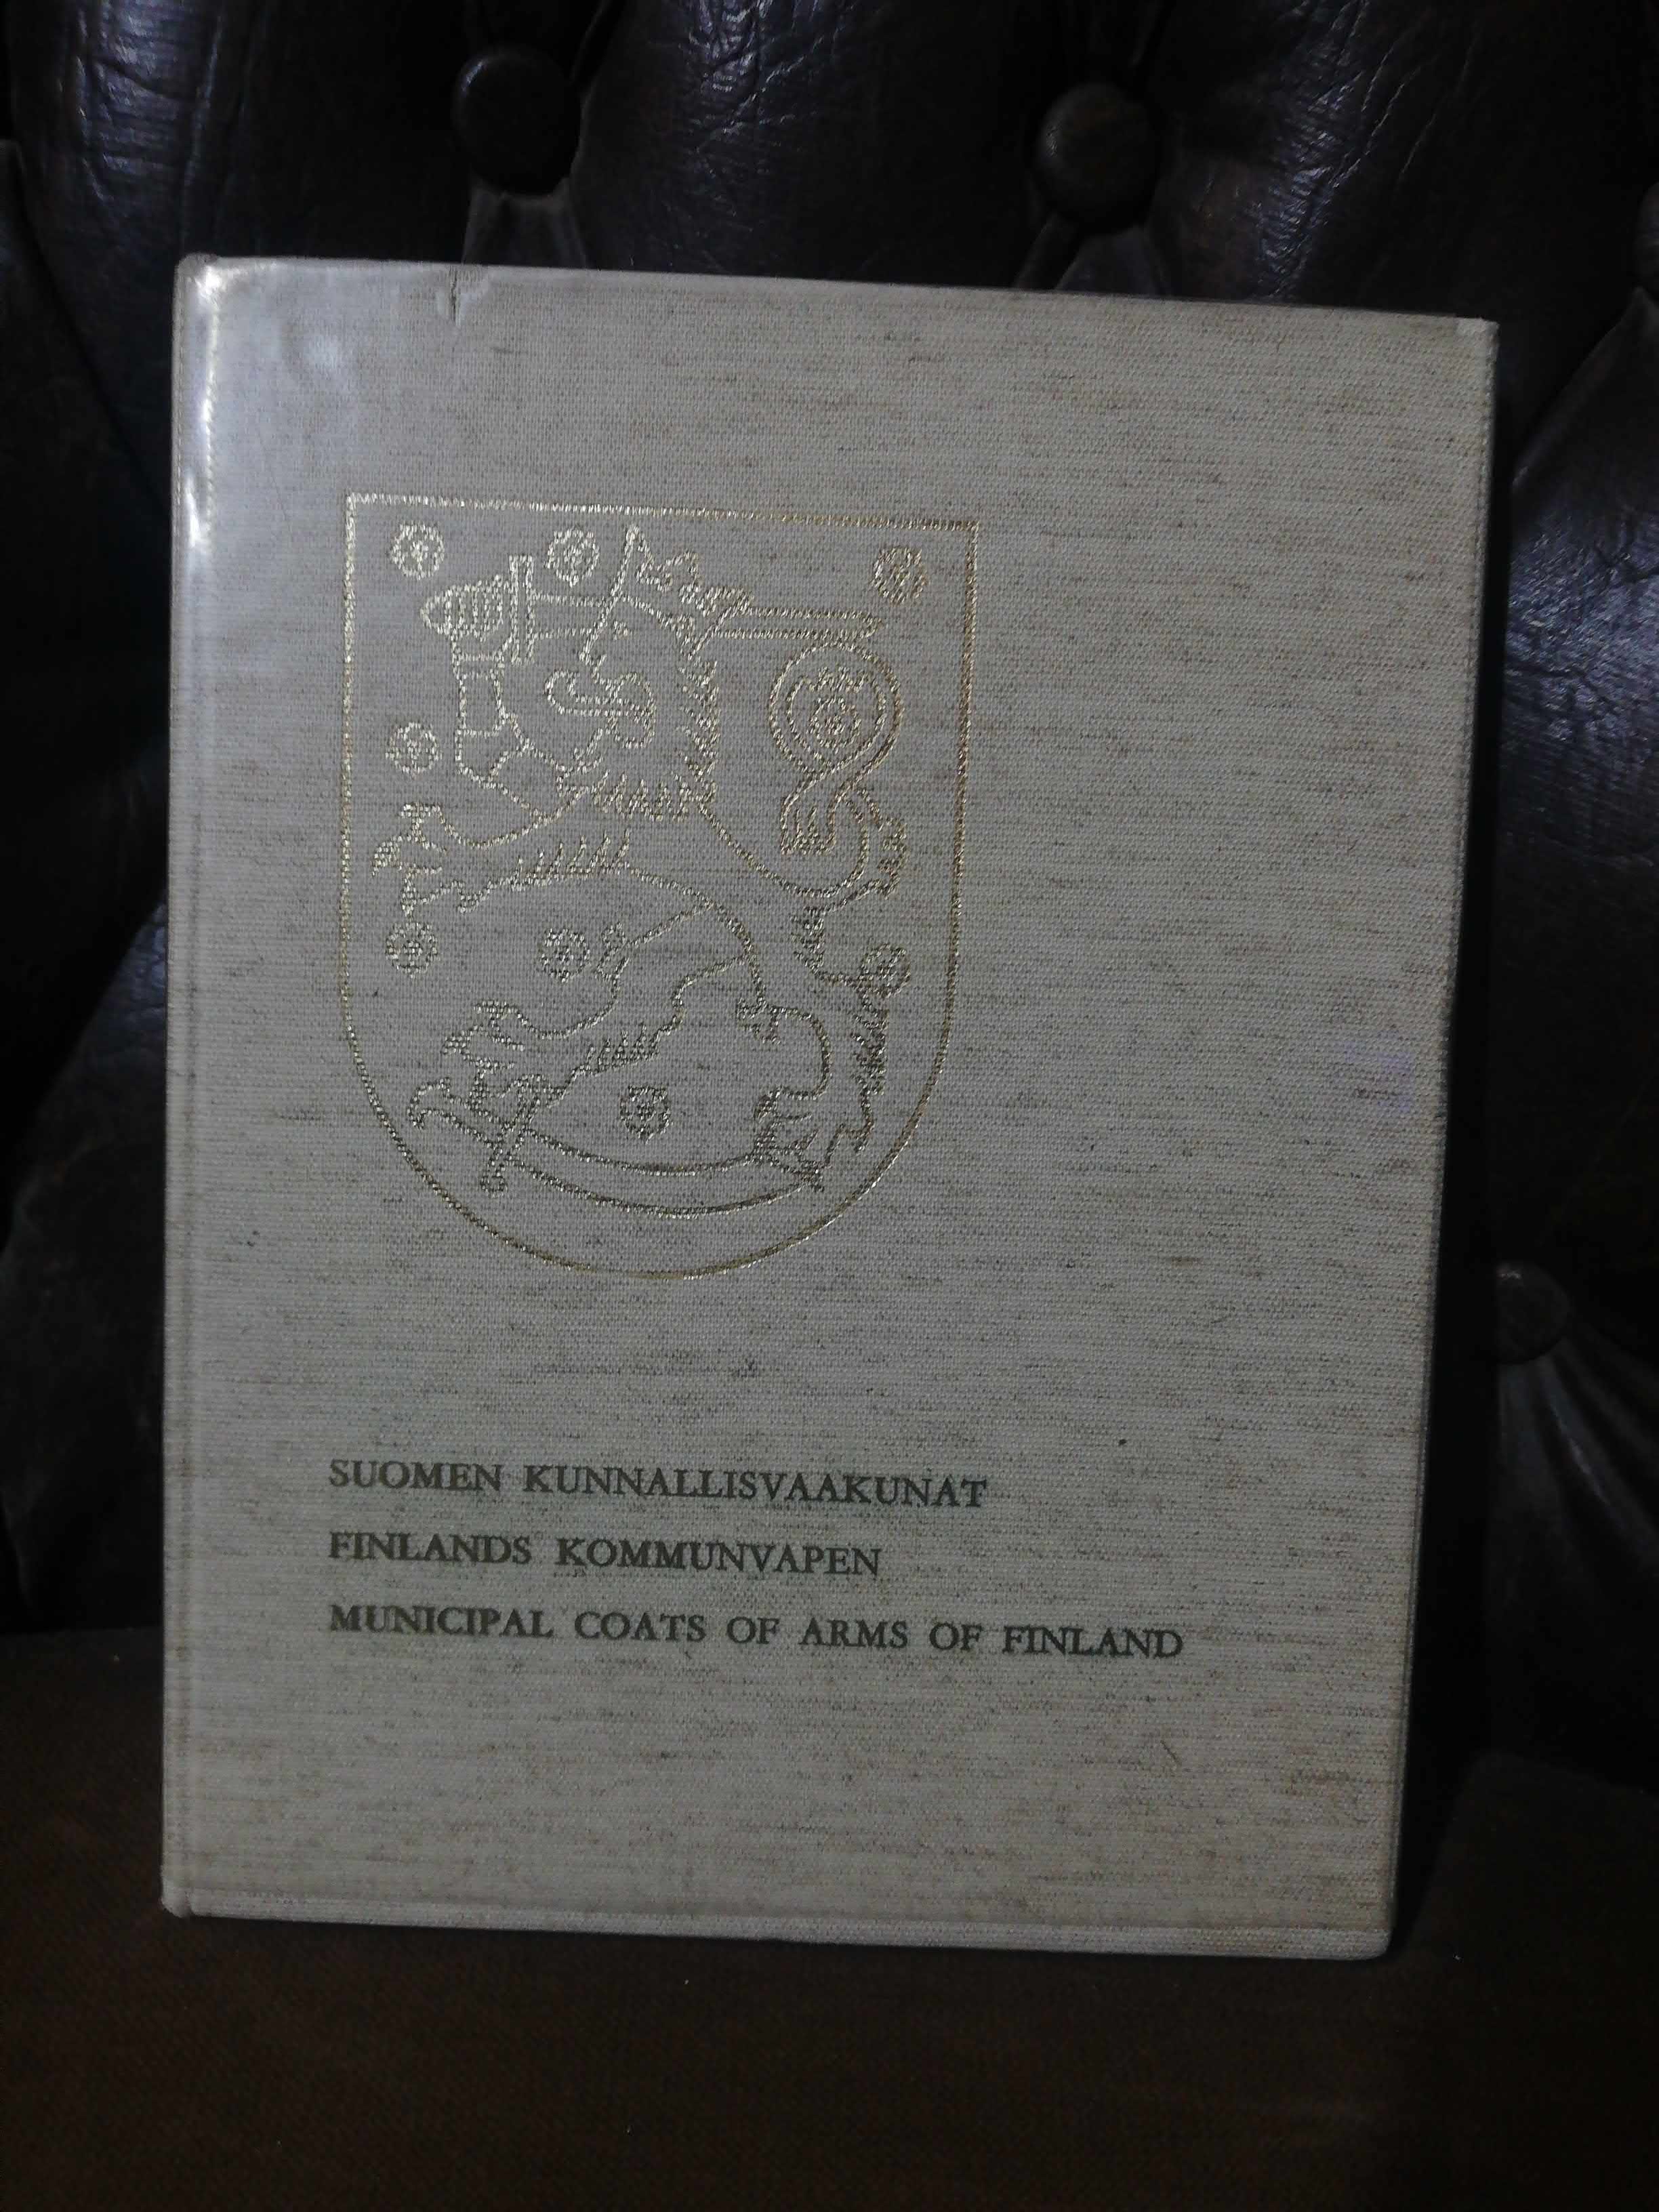 SUOMEN KUNNALLISVAAKUNAT
FINLANDS KOMMUNVAPEN
MUNICIPAL COATS OF ARMS OF FINLAND